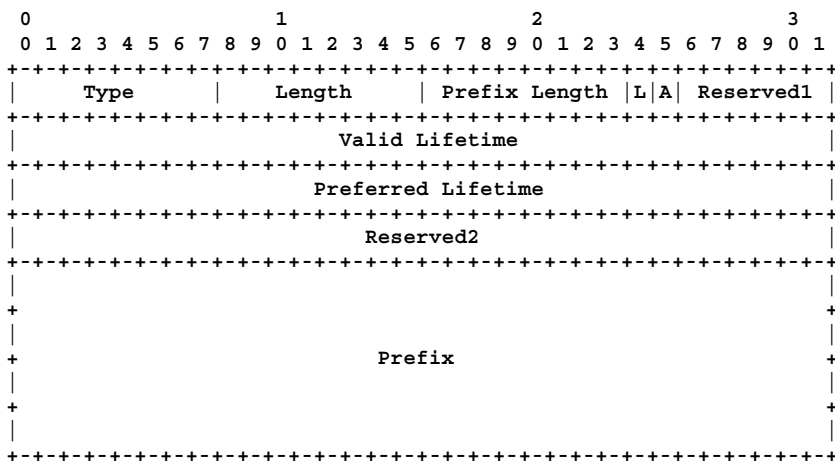 0                   1                   2                   3
 0 1 2 3 4 5 6 7 8 9 0 1 2 3 4 5 6 7 8 9 0 1 2 3 4 5 6 7 8 9 0 1
+-+-+-+-+-+-+-+-+-+-+-+-+-+-+-+-+-+-+-+-+-+-+-+-+-+-+-+-+-+-+-+-+
|     Type      |    Length     | Prefix Length |L|A| Reserved1 |
+-+-+-+-+-+-+-+-+-+-+-+-+-+-+-+-+-+-+-+-+-+-+-+-+-+-+-+-+-+-+-+-+
|                         Valid Lifetime                        |
+-+-+-+-+-+-+-+-+-+-+-+-+-+-+-+-+-+-+-+-+-+-+-+-+-+-+-+-+-+-+-+-+
|                       Preferred Lifetime                      |
+-+-+-+-+-+-+-+-+-+-+-+-+-+-+-+-+-+-+-+-+-+-+-+-+-+-+-+-+-+-+-+-+
|                           Reserved2                           |
+-+-+-+-+-+-+-+-+-+-+-+-+-+-+-+-+-+-+-+-+-+-+-+-+-+-+-+-+-+-+-+-+
|                                                               |
+                                                               +
|                                                               |
+                            Prefix                             +
|                                                               |
+                                                               +
|                                                               |
+-+-+-+-+-+-+-+-+-+-+-+-+-+-+-+-+-+-+-+-+-+-+-+-+-+-+-+-+-+-+-+-+